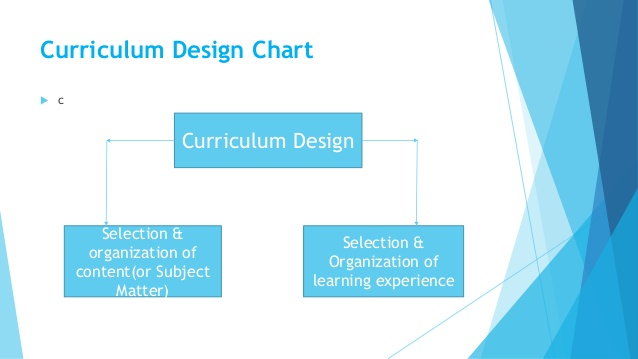 Curriculum Design Chart
c
Curriculum Design
Selection &
organization of
content(or Subject
Matter)
Selection &
Organization of
learning experience